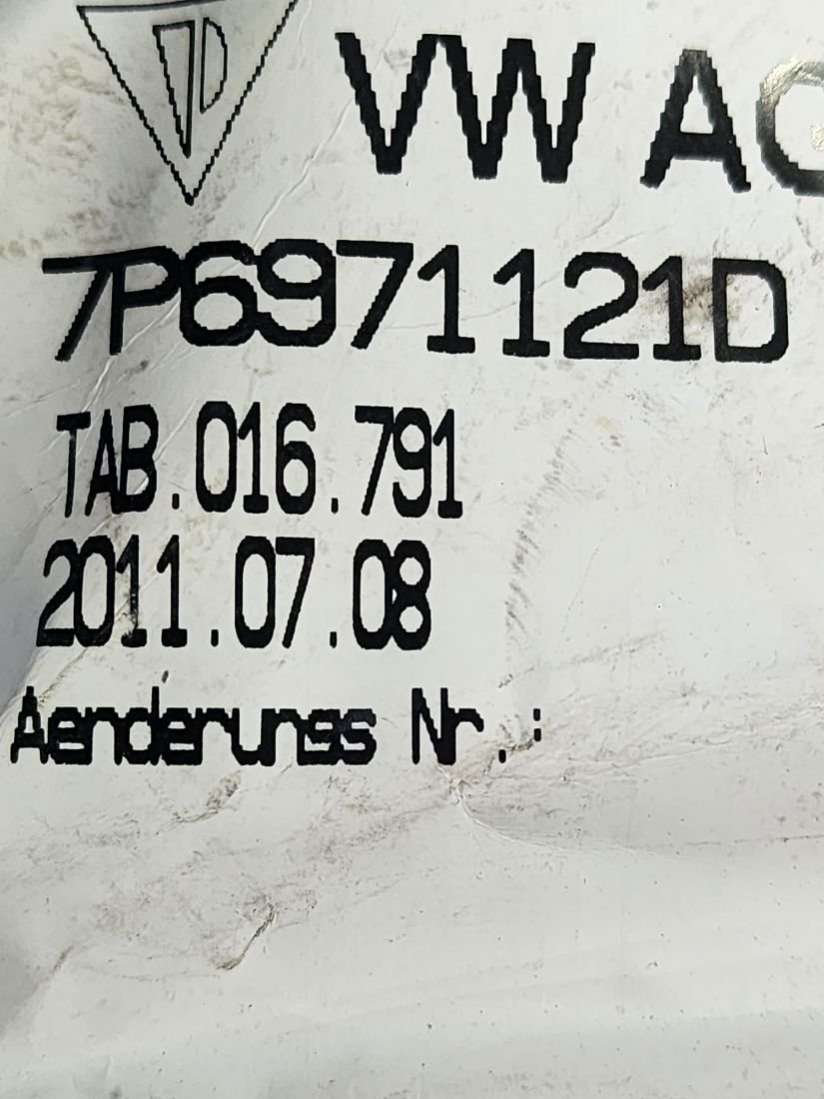 VW AG
7P6971121D
TAB.016.791
2011.07.08
Aenderungs Nr.: